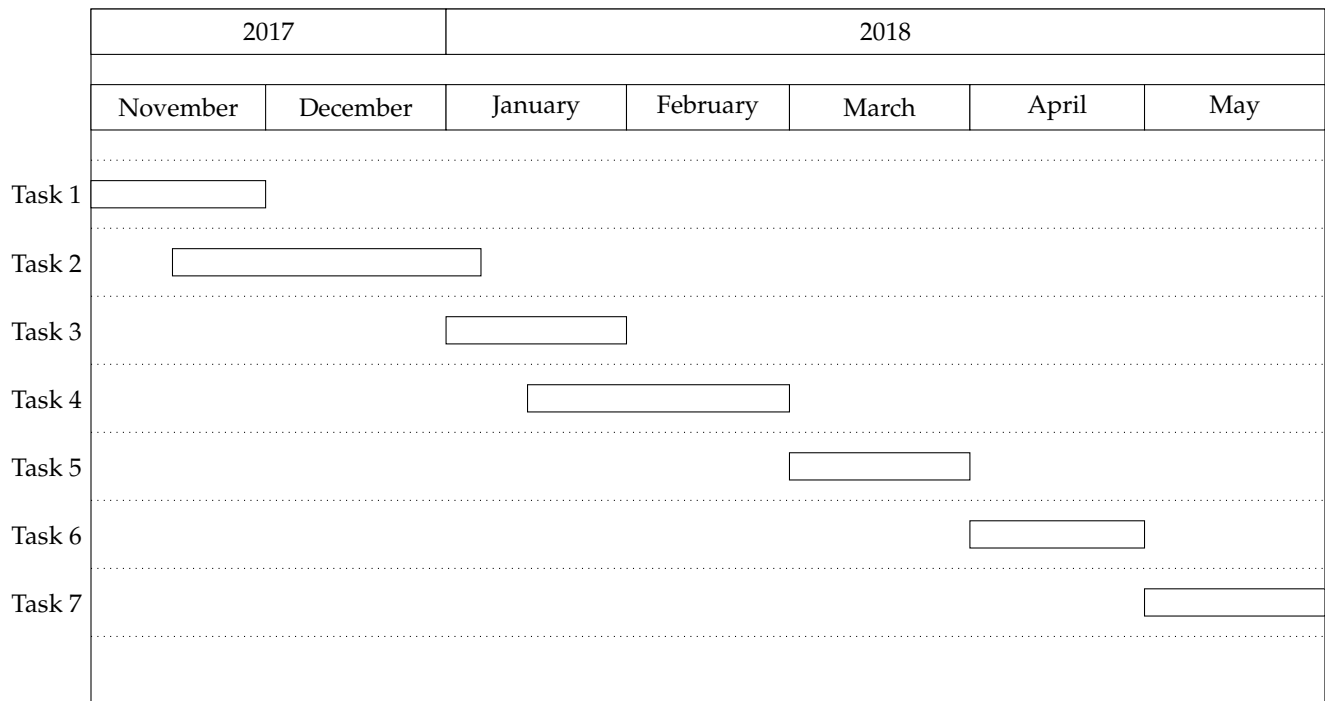 2017 2018
November December January February March April May
Task 1
Task 2
Task 3
Task 4
Task 5
Task 6
Task 7